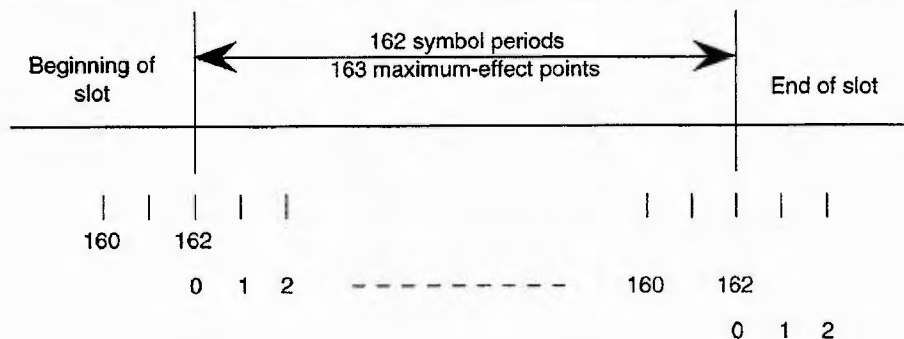 162 symbol periods
163 maximum-effect points
Beginning of
slot
End of slot
160 162
0 1 2 - - - - - - - - - - - - 160 162
0 1 2